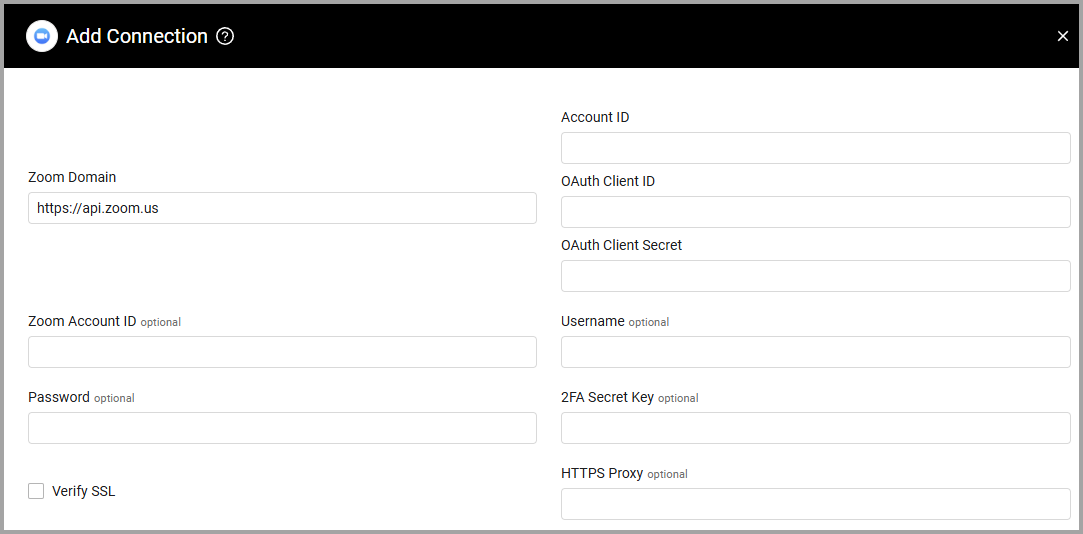 Add Connection ?
Account ID
Zoom Domain
https://api.zoom.us
OAuth Client ID
OAuth Client Secret
Zoom Account ID optional
Username optional
Password optional
2FA Secret Key optional
Verify SSL
HTTPS Proxy optional